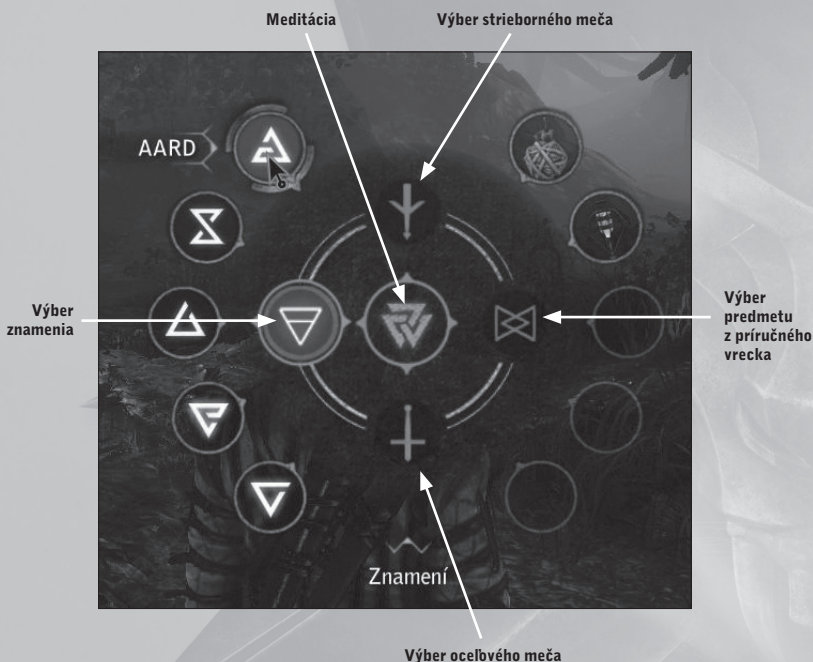 Meditácia
Výber strieborného meča
AARD
Výber
znamenia
Výber
predmetu
z príručného
vrecka
Znamení
Výber oceľového meča